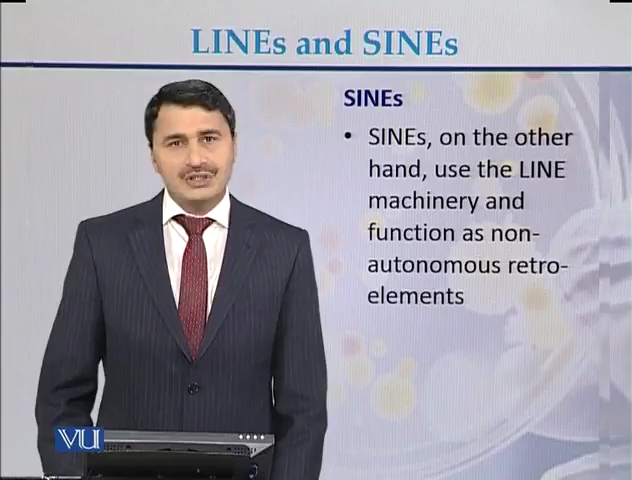 LINEs and SINEs
SINEs
• SINEs, on the other
hand, use the LINE
machinery and
function as non-
autonomous retro-
elements
VU